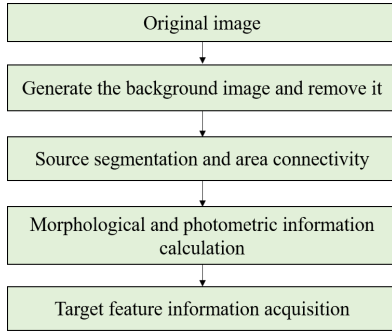 Original image
Generate the background image and remove it
Source segmentation and area connectivity
Morphological and photometric information
calculation
Target feature information acquisition